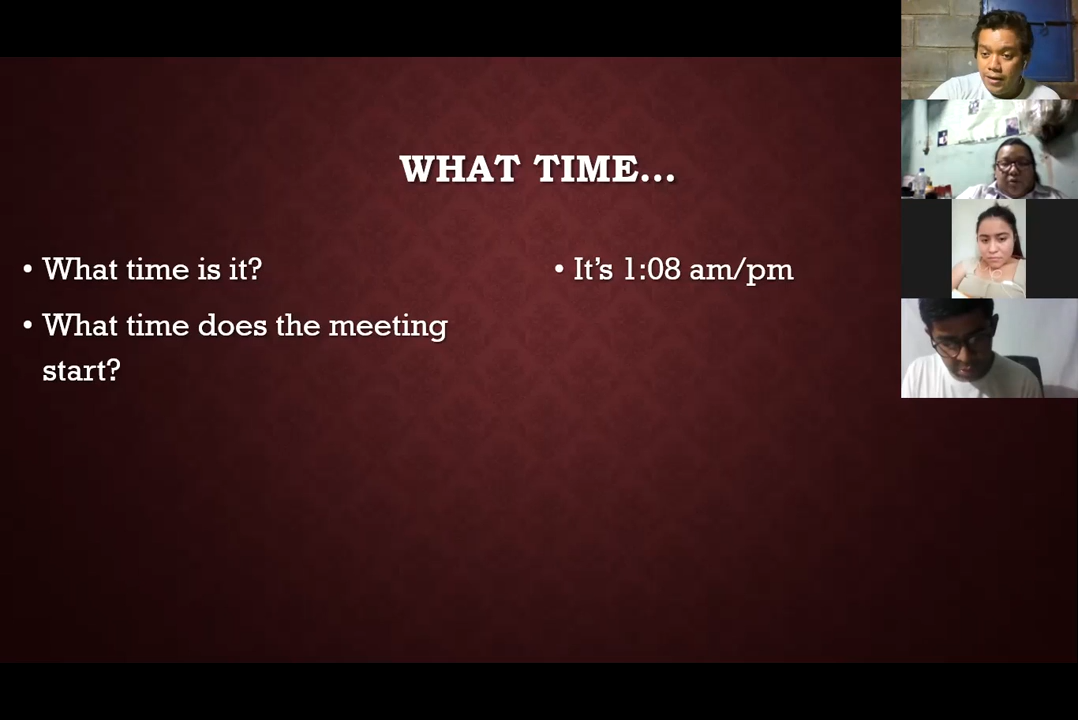 WHAT TIME...
• What time is it?
• What time does the meeting
start?
• It's 1:08 am/pm